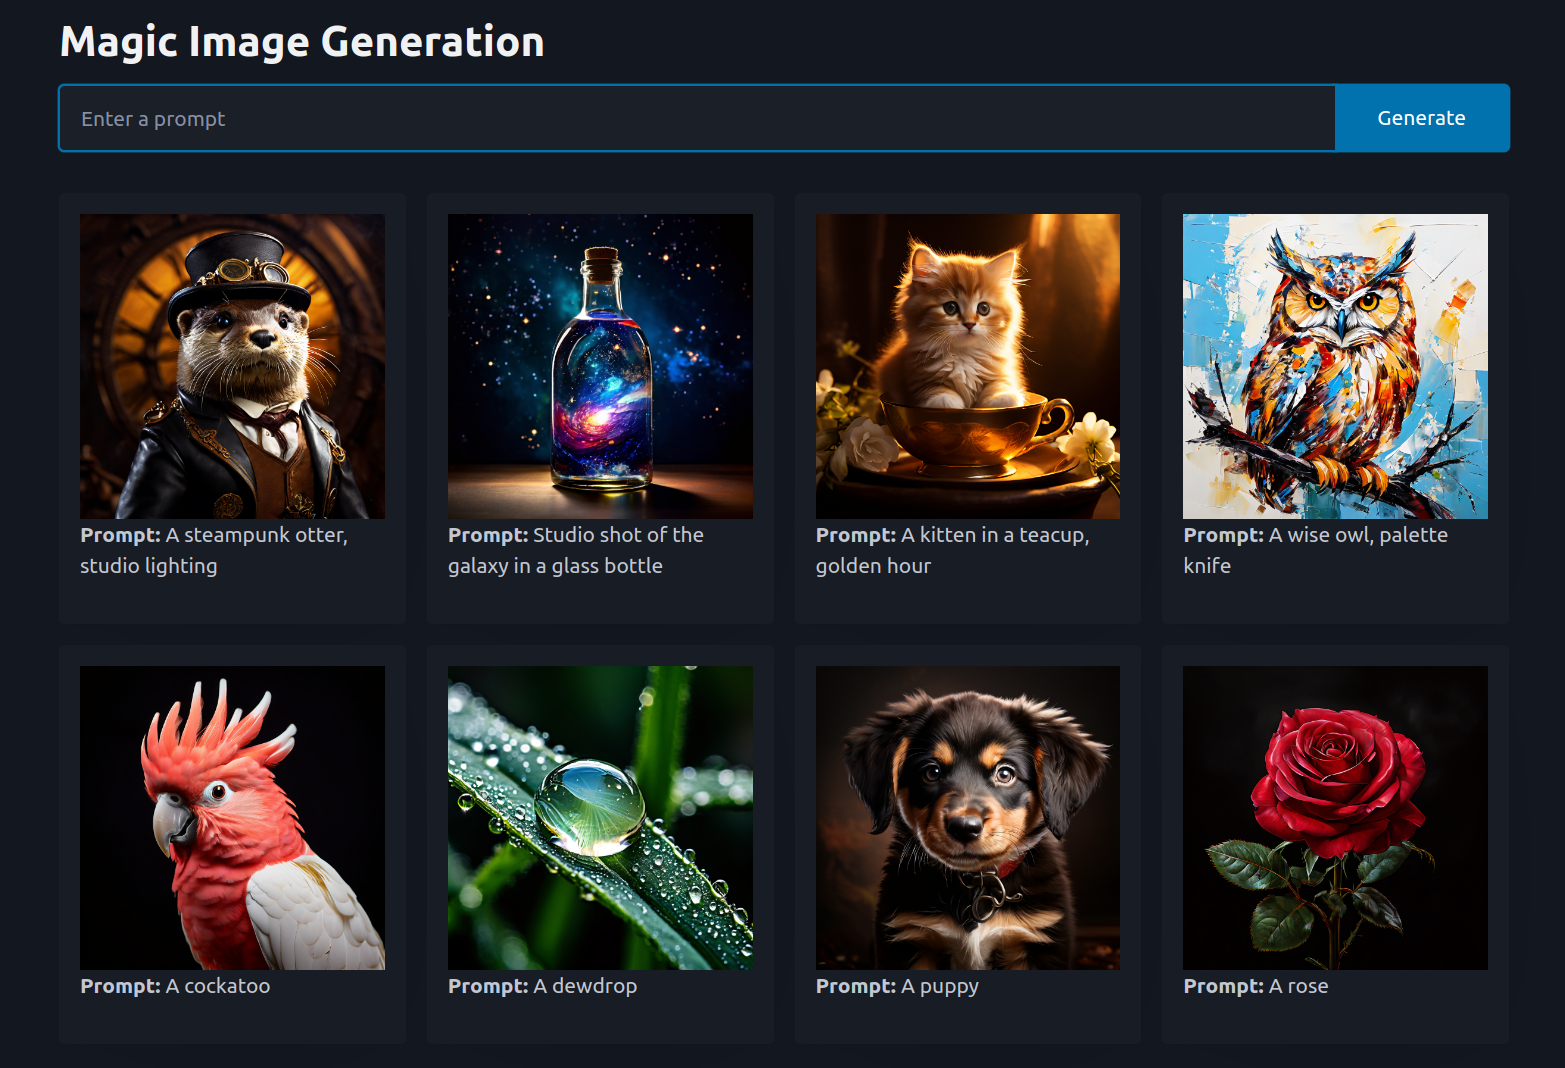 Magic Image Generation
Enter a prompt
Generate
Prompt: A steampunk otter,
studio lighting
Prompt: Studio shot of the
galaxy in a glass bottle
Prompt: A kitten in a teacup,
golden hour
Prompt: A wise owl, palette
knife
Prompt: A cockatoo
Prompt: A dewdrop
Prompt: A puppy
Prompt: A rose